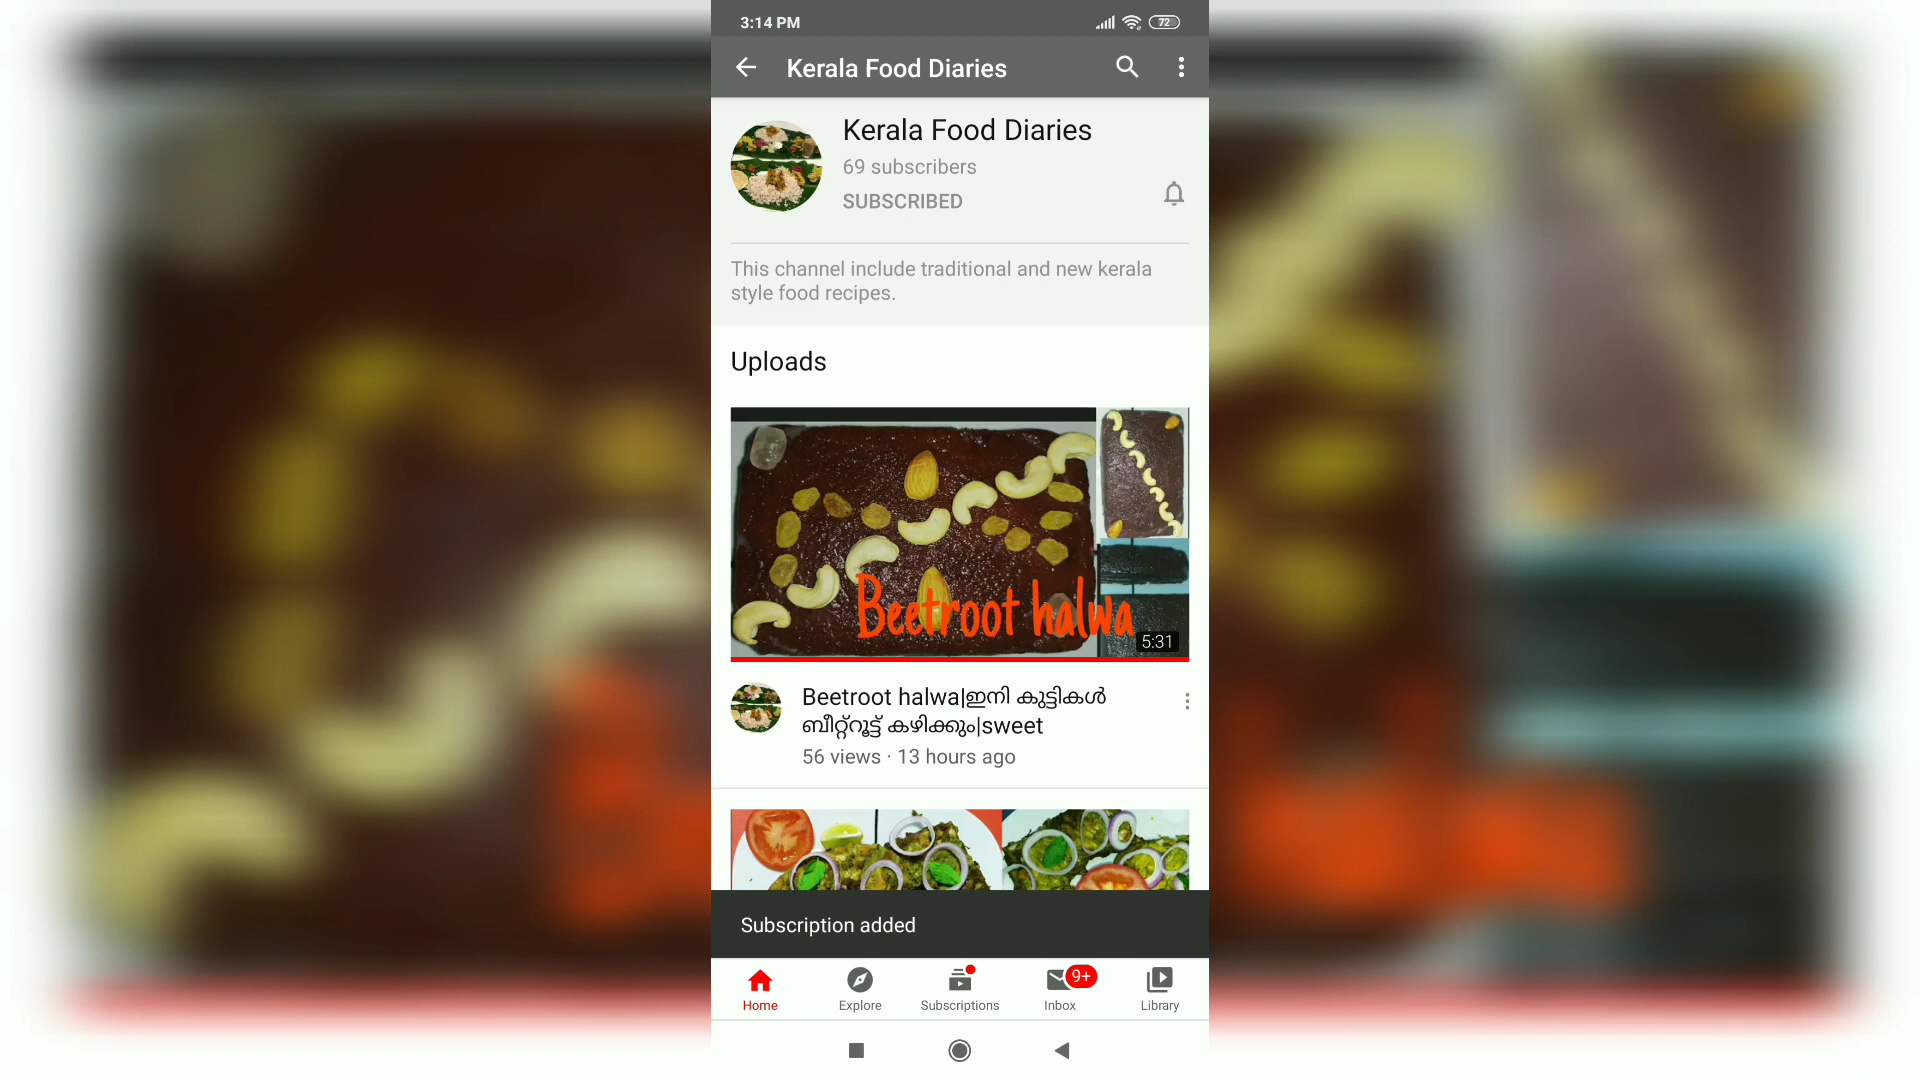 3:14 PM
72
Kerala Food Diaries
Kerala Food Diaries
69 subscribers
SUBSCRIBED
This channel include traditional and new kerala
style food recipes.
Uploads
Beetroot halwa
5:31
Beetroot halwa|ഇനി കുട്ടികൾ
ബീറ്റ്റൂട്ട് കഴിക്കും|sweet
56 views · 13 hours ago
Subscription added
9+
Home
Explore
Subscriptions
Inbox
Library